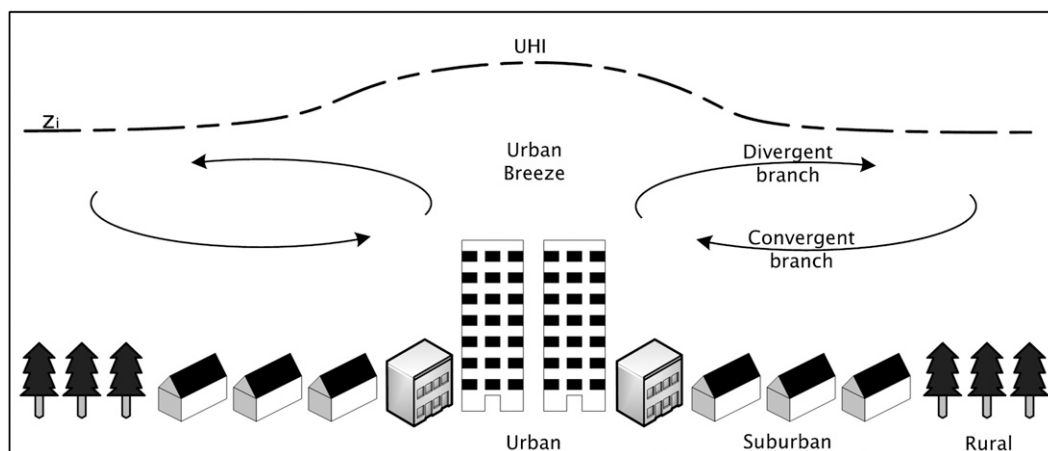 UHI
Zi
Urban
Breeze
Divergent
branch
Convergent
branch
Urban
Suburban
Rural